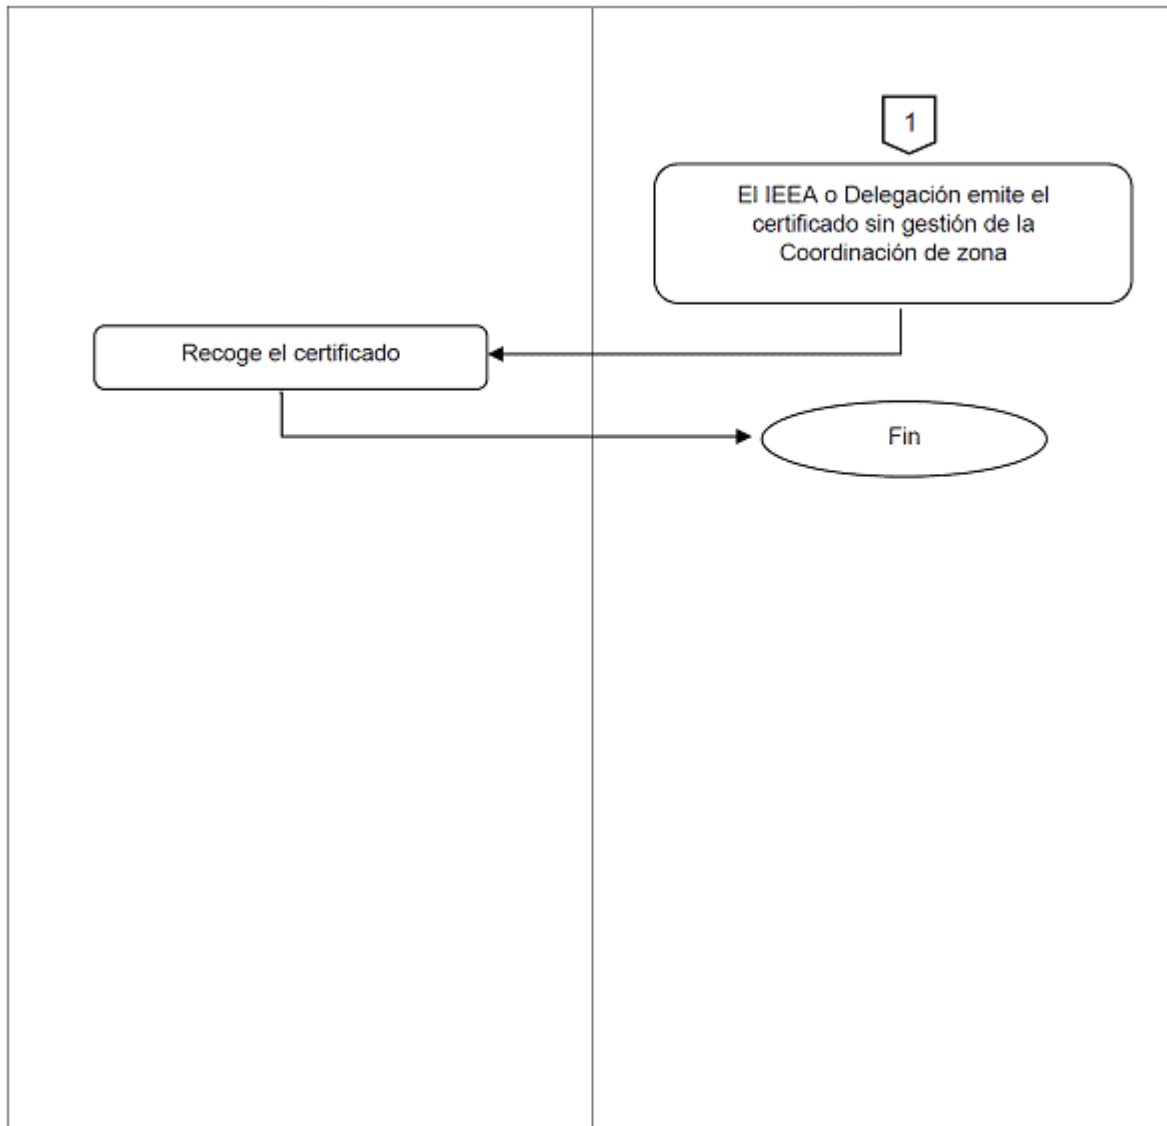 1
El IEEA o Delegación emite el
certificado sin gestión de la
Coordinación de zona
Recoge el certificado
Fin